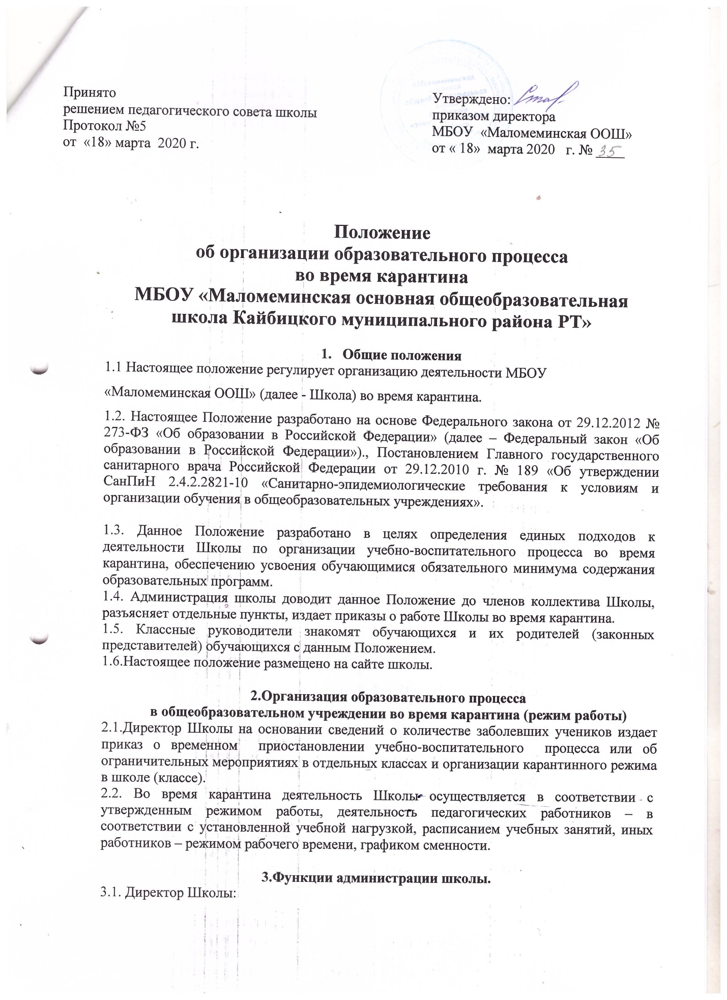 Принято
решением педагогического совета школы
Протокол №5
от «18» марта 2020 г.
Утверждено:
приказом директора
МБОУ «Маломеминская ООШ»
от « 18» марта 2020 г. № 35
«Маломеминская
Положение
об организации образовательного процесса
во время карантина
МБОУ «Маломеминская основная общеобразовательная
школа Кайбицкого муниципального района РТ»
1. Общие положения
1.1 Настоящее положение регулирует организацию деятельности МБОУ
«Маломеминская ООШ» (далее - Школа) во время карантина.
1.2. Настоящее Положение разработано на основе Федерального закона от 29.12.2012 №
273-ФЗ «Об образовании в Российской Федерации» (далее – Федеральный закон «Об
образовании в Российской Федерации»)., Постановлением Главного государственного
санитарного врача Российской Федерации от 29.12.2010 г. № 189 «Об утверждении
СанПиН 2.4.2.2821-10 «Санитарно-эпидемиологические требования к условиям и
организации обучения в общеобразовательных учреждениях».
1.3. Данное Положение разработано в целях определения единых подходов к
деятельности Школы по организации учебно-воспитательного процесса во время
карантина, обеспечению усвоения обучающимися обязательного минимума содержания
образовательных программ.
1.4. Администрация школы доводит данное Положение до членов коллектива Школы,
разъясняет отдельные пункты, издает приказы о работе Школы во время карантина.
1.5. Классные руководители знакомят обучающихся и их родителей (законных
представителей) обучающихся с данным Положением.
1.6.Настоящее положение размещено на сайте школы.
2.Организация образовательного процесса
в общеобразовательном учреждении во время карантина (режим работы)
2.1.Директор Школы на основании сведений о количестве заболевших учеников издает
приказ о временном приостановлении учебно-воспитательного процесса или об
ограничительных мероприятиях в отдельных классах и организации карантинного режима
в школе (классе).
2.2. Во время карантина деятельность Школы осуществляется в соответствии с
утвержденным режимом работы, деятельность педагогических работников – в
соответствии с установленной учебной нагрузкой, расписанием учебных занятий, иных
работников – режимом рабочего времени, графиком сменности.
3.Функции администрации школы.
3.1. Директор Школы: